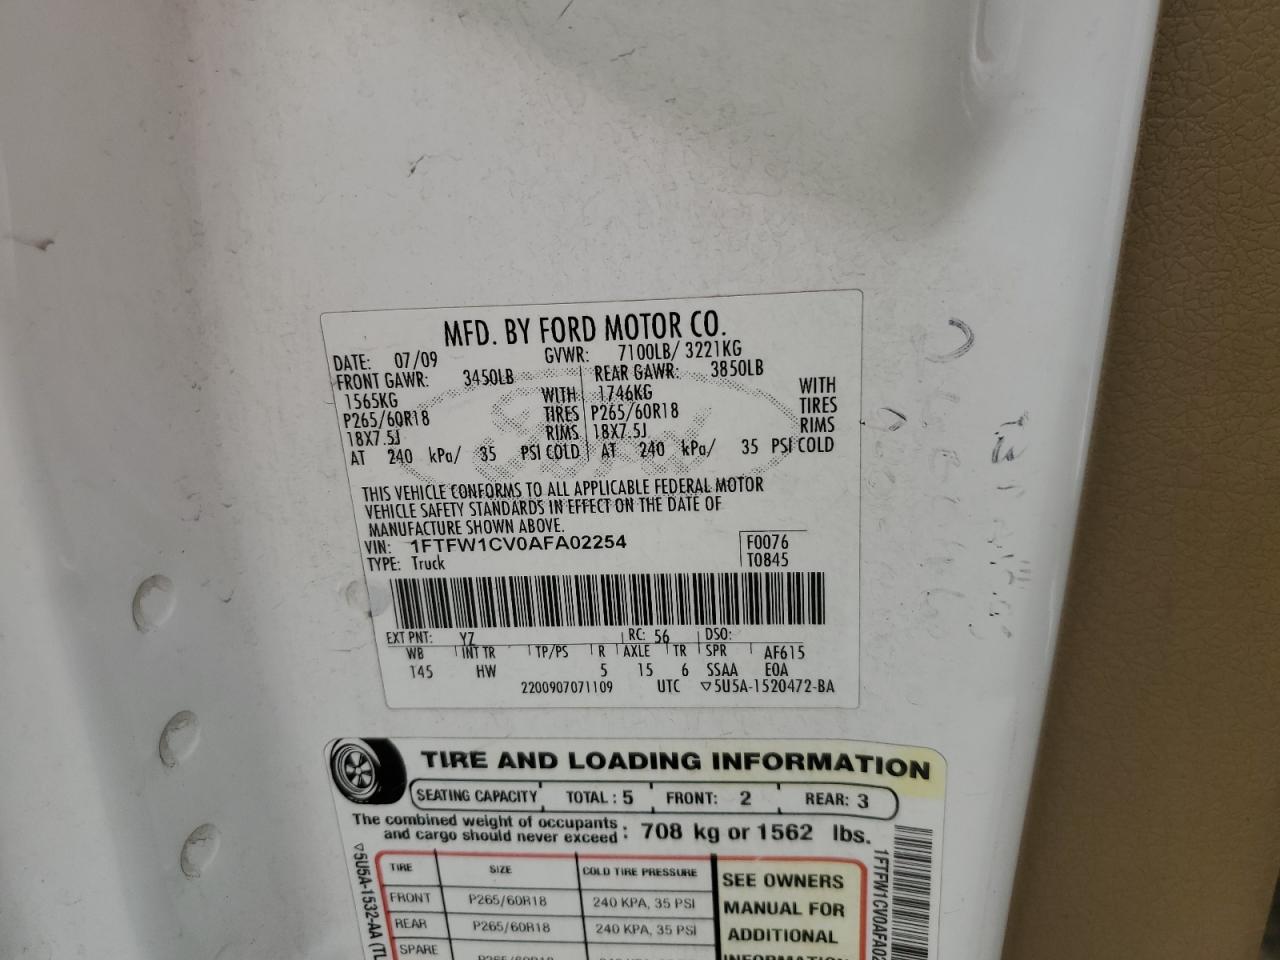 MFD. BY FORD MOTOR CO.
DATE: 07/09 GVWR: 7100LB/ 3221KG
FRONT GAWR: 3450LB REAR GAWR: 3850LB
1565KG WITH 1746KG WITH
P265/60R18 TIRES P265/60R18 TIRES
18X7.5J RIMS 18X7.5J RIMS
AT 240 kPa/ 35 PSI COLD AT 240 kPa/ 35 PSI COLD
THIS VEHICLE CONFORMS TO ALL APPLICABLE FEDERAL MOTOR
VEHICLE SAFETY STANDARDS IN EFFECT ON THE DATE OF
MANUFACTURE SHOWN ABOVE.
VIN: 1FTFW1CV0AFA02254 F0076
TYPE: Truck T0845
EXT PNT: YZ RC: 56 DSO:
WB INT TR TP/PS R AXLE TR SPR AF615
145 HW 5 15 6 SSAA E0A
2200907071109 UTC ▽5U5A-1520472-BA
TIRE AND LOADING INFORMATION
SEATING CAPACITY TOTAL : 5 FRONT: 2 REAR: 3
The combined weight of occupants
and cargo should never exceed : 708 kg or 1562 lbs.
TIRE SIZE COLD TIRE PRESSURE
FRONT P265/60R18 240 KPA, 35 PSI
REAR P265/60R18 240 KPA, 35 PSI
SPARE
SEE OWNERS
MANUAL FOR
ADDITIONAL
INFORMATION
▽5U5A-1532-AA (TL
1FTFW1CV0AFA02